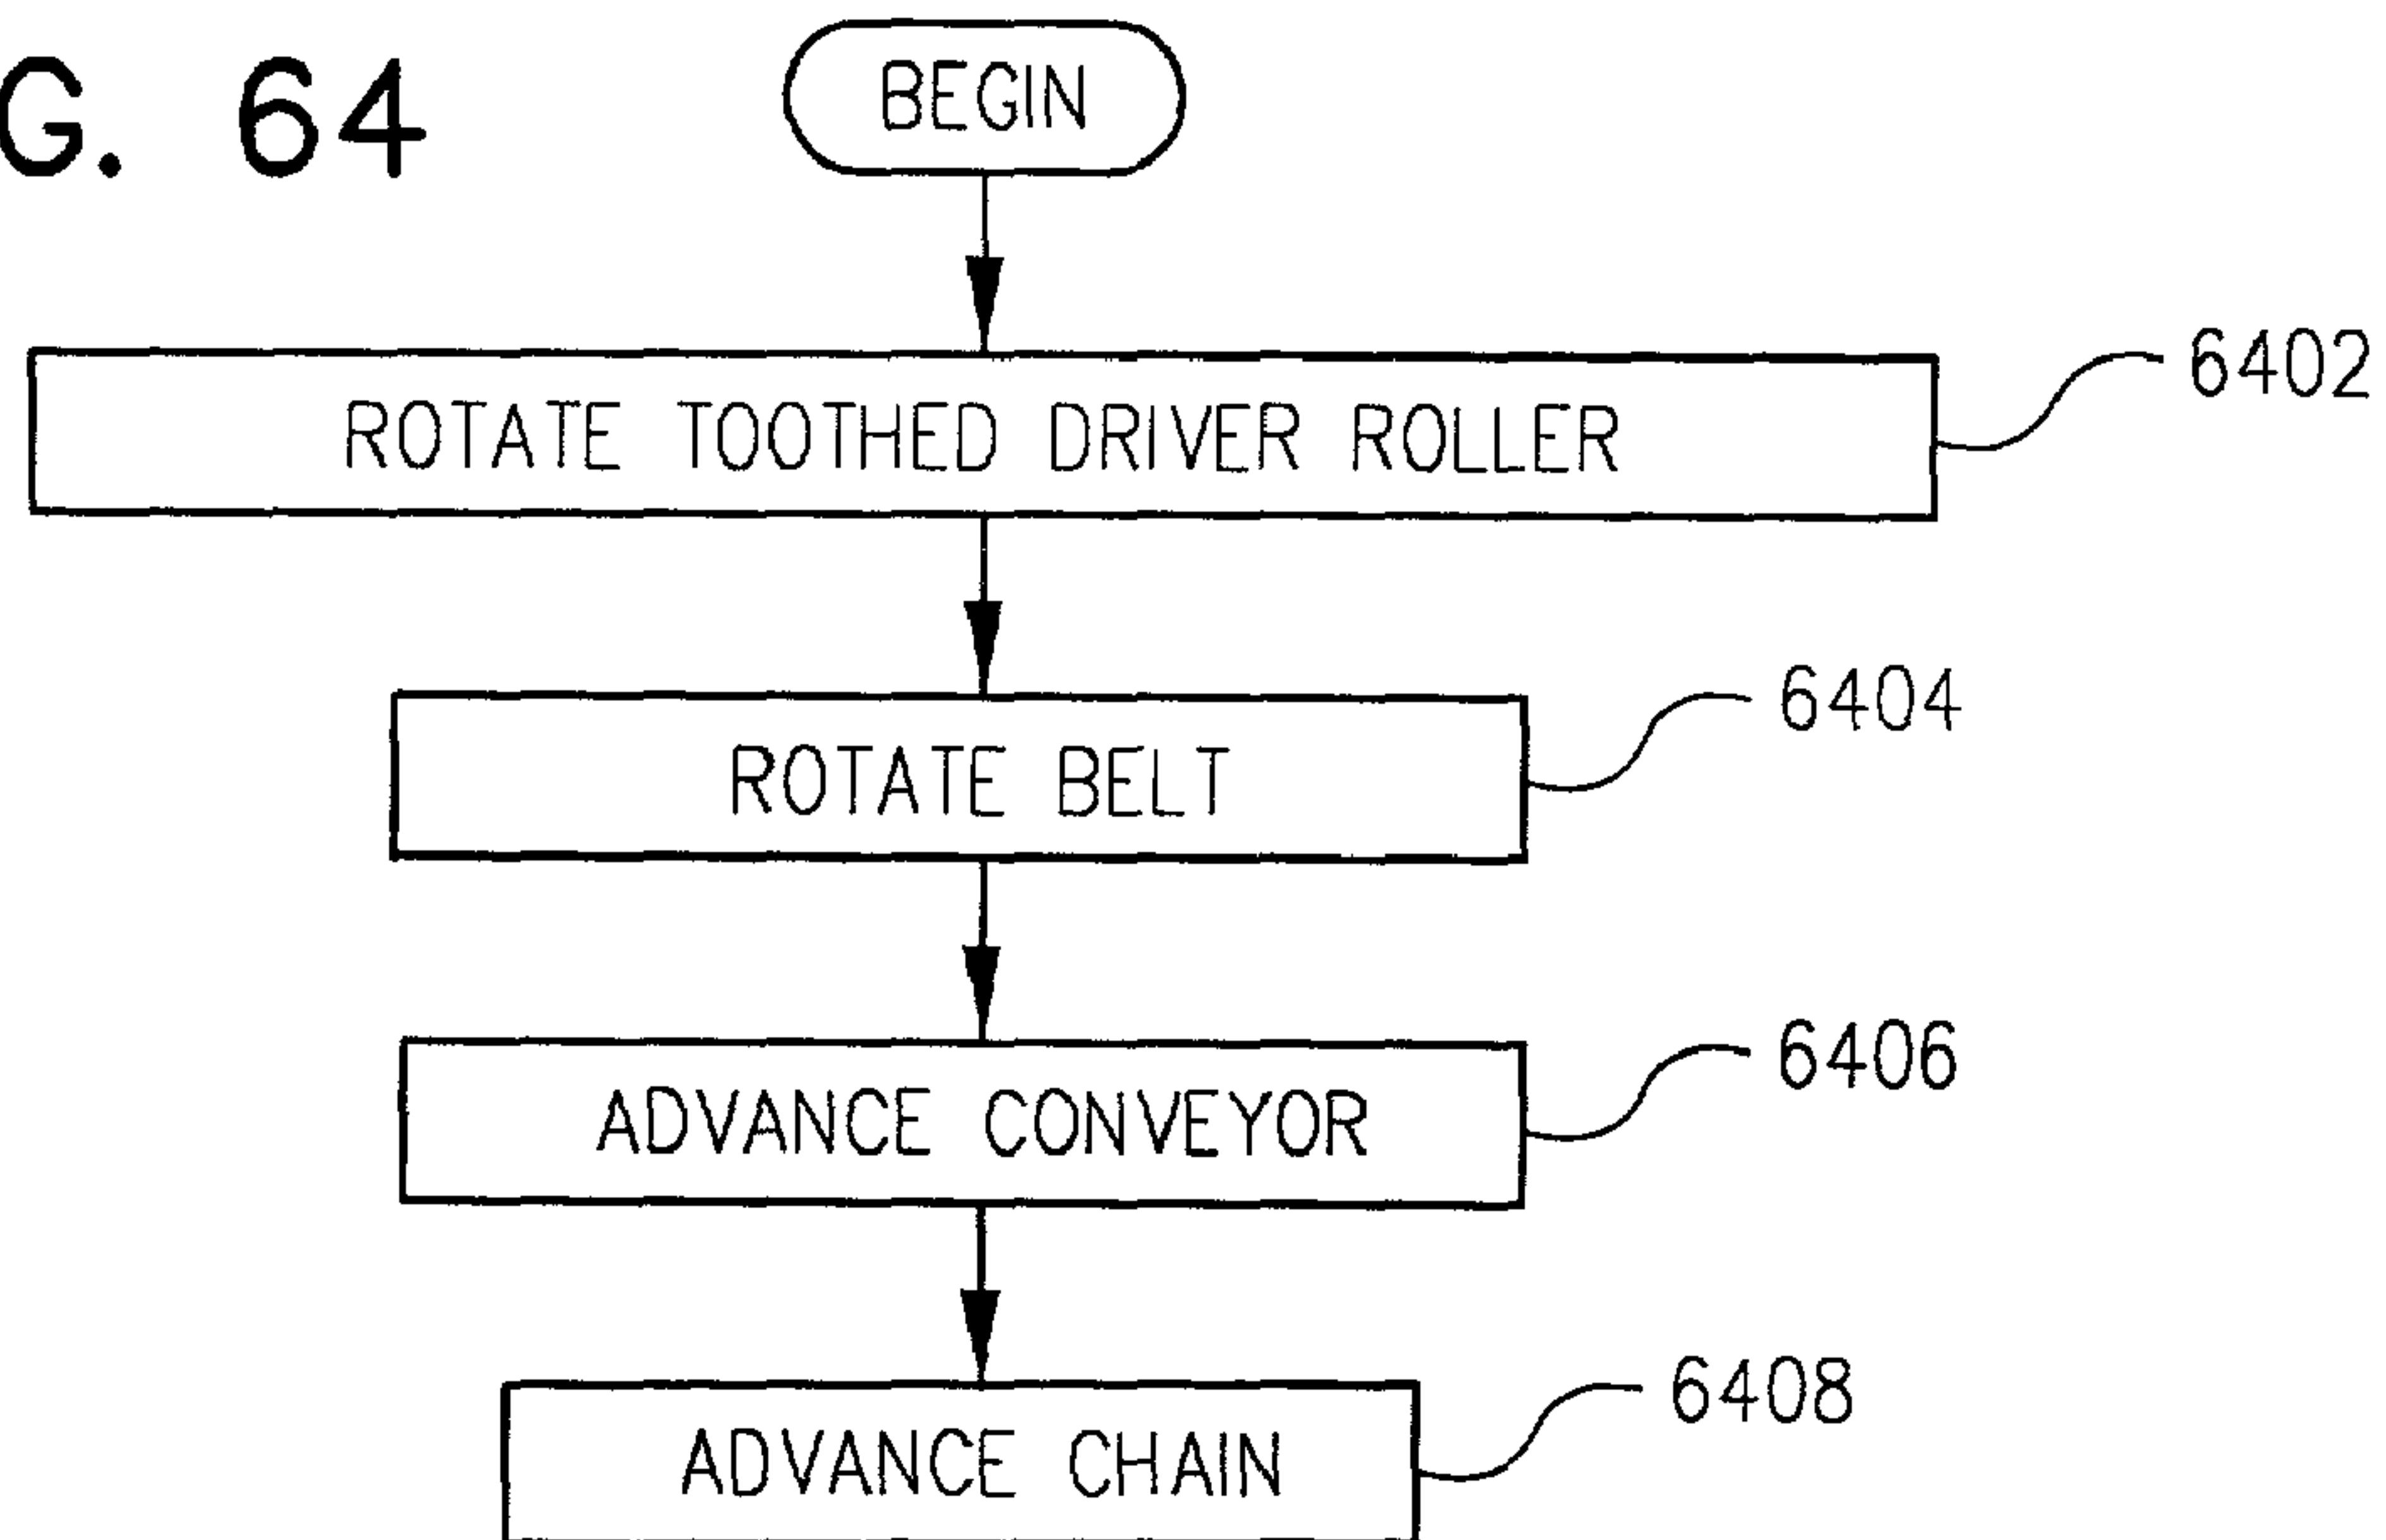 G. 64
BEGIN
ROTATE TOOTHED DRIVER ROLLER
6402
ROTATE BELT
6404
ADVANCE CONVEYOR
6406
ADVANCE CHAIN
6408